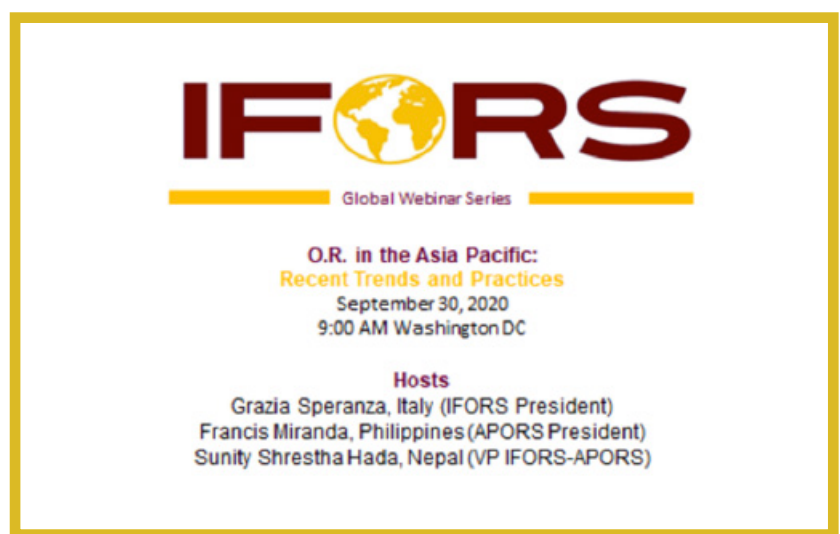 IFORS
Global Webinar Series
O.R. in the Asia Pacific:
Recent Trends and Practices
September 30, 2020
9:00 AM Washington DC
Hosts
Grazia Speranza, Italy (IFORS President)
Francis Miranda, Philippines (APORS President)
Sunity Shrestha Hada, Nepal (VP IFORS-APORS)